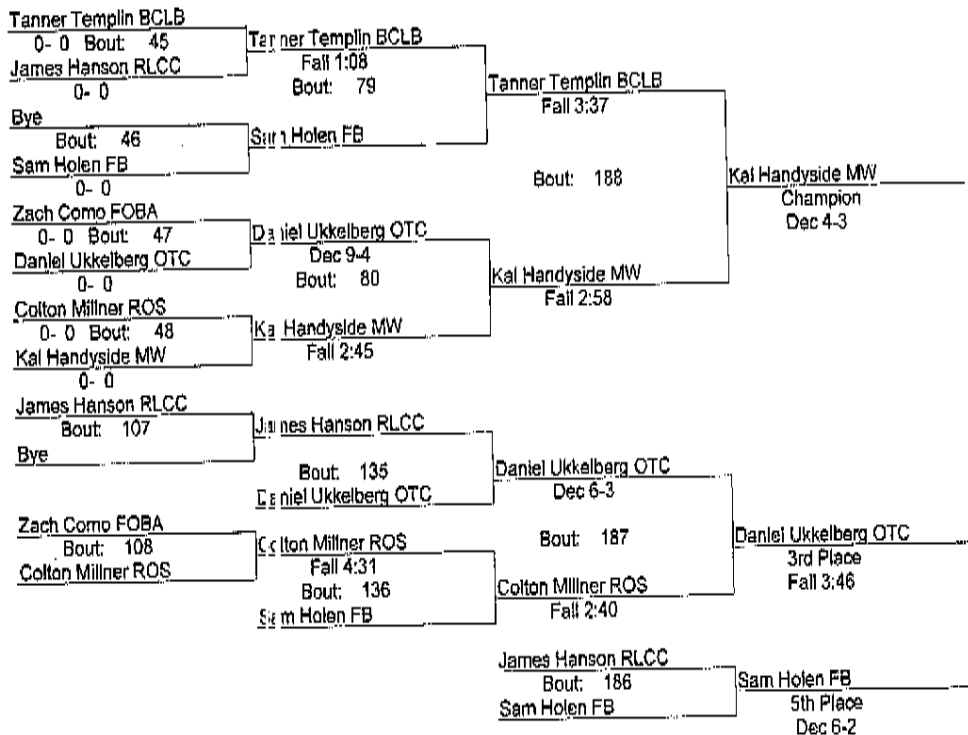 Tanner Templin BCLB
0- 0 Bout: 45
James Hanson RLCC
0- 0
Bye
Bout: 46
Sam Holen FB
0- 0
Zach Como FOBA
0- 0 Bout: 47
Daniel Ukkelberg OTC
0- 0
Colton Millner ROS
0- 0 Bout: 48
Kal Handyside MW
0- 0
Tanner Templin BCLB
Fall 1:08
Bout: 79
Sam Holen FB
Daniel Ukkelberg OTC
Dec 9-4
Bout: 80
Kal Handyside MW
Fall 2:45
Tanner Templin BCLB
Fall 3:37
Bout: 188
Kal Handyside MW
Fall 2:58
Kal Handyside MW
Champion
Dec 4-3
James Hanson RLCC
Bout: 107
Bye
Zach Como FOBA
Bout: 108
Colton Millner ROS
James Hanson RLCC
Bout: 135
Daniel Ukkelberg OTC
Colton Millner ROS
Fall 4:31
Bout: 136
Sam Holen FB
Daniel Ukkelberg OTC
Dec 6-3
Bout: 187
Colton Millner ROS
Fall 2:40
Daniel Ukkelberg OTC
3rd Place
Fall 3:46
James Hanson RLCC
Bout: 186
Sam Holen FB
Sam Holen FB
5th Place
Dec 6-2